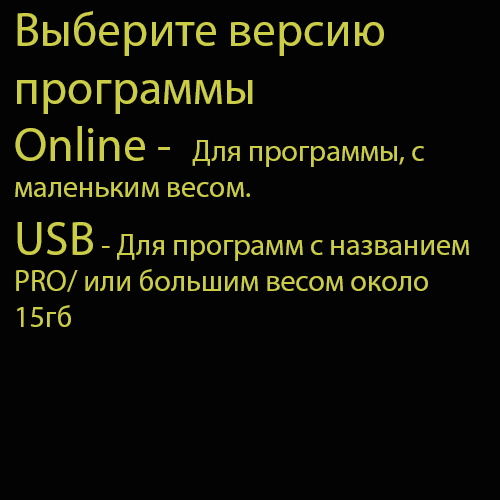 Выберите версию
программы
Online - Для программы, с
маленьким весом.
USB - Для программ с названием
PRO/ или большим весом около
15гб